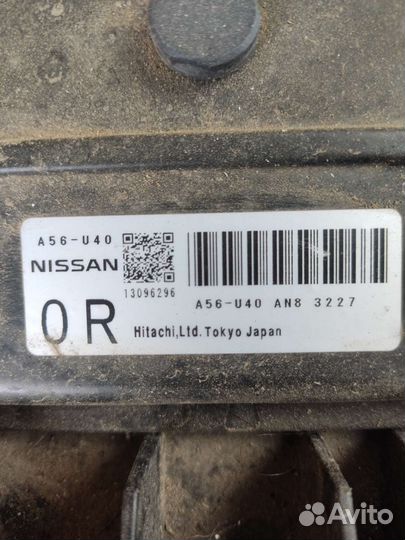 A56-U40
NISSAN
13096296
A56-U40 AN8 3227
0R
Hitachi,Ltd.Tokyo Japan
Avito